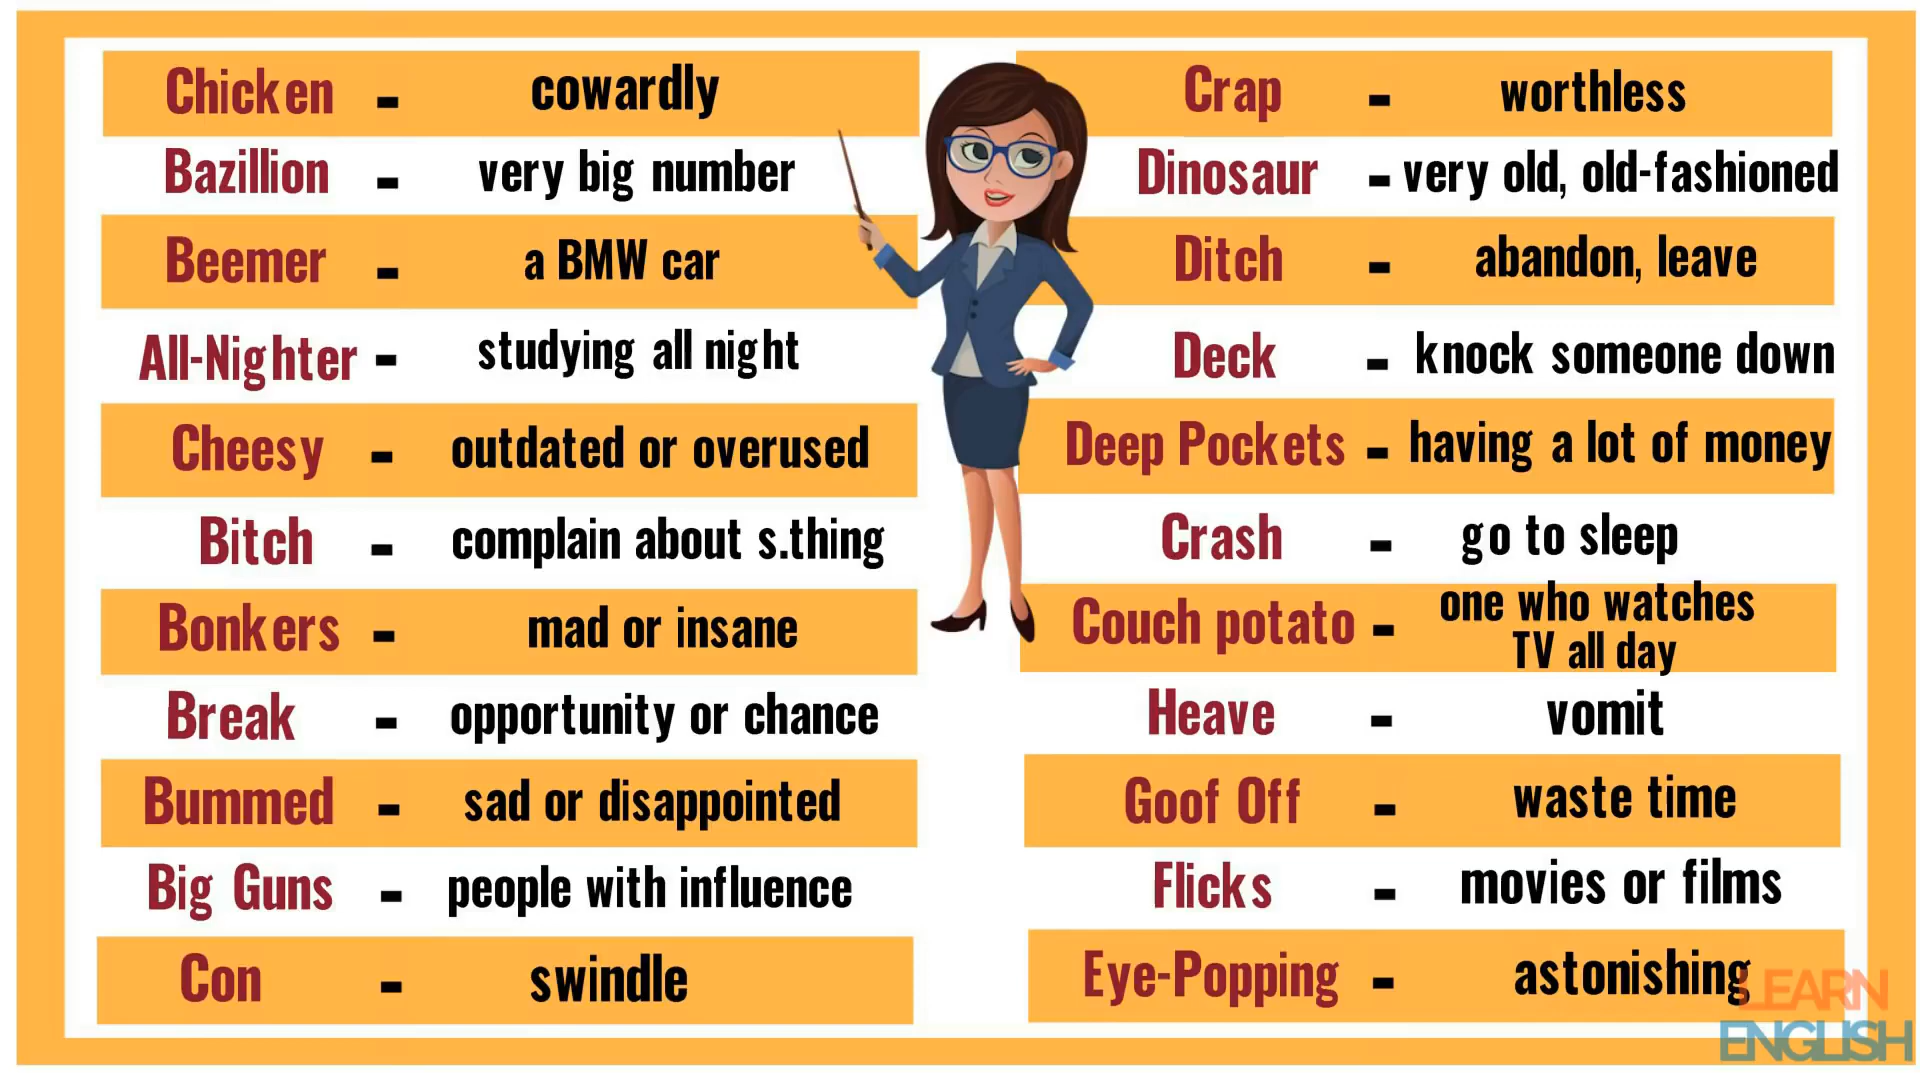 Chicken - cowardly
Bazillion - very big number
Beemer - a BMW car
All-Nighter - studying all night
Cheesy - outdated or overused
Bitch - complain about s.thing
Bonkers - mad or insane
Break - opportunity or chance
Bummed - sad or disappointed
Big Guns - people with influence
Con - swindle
Crap - worthless
Dinosaur - very old, old-fashioned
Ditch - abandon, leave
Deck - knock someone down
Deep Pockets - having a lot of money
Crash - go to sleep
Couch potato - one who watches
TV all day
Heave - vomit
Goof Off - waste time
Flicks - movies or films
Eye-Popping - astonishing
LEARN
ENGLISH